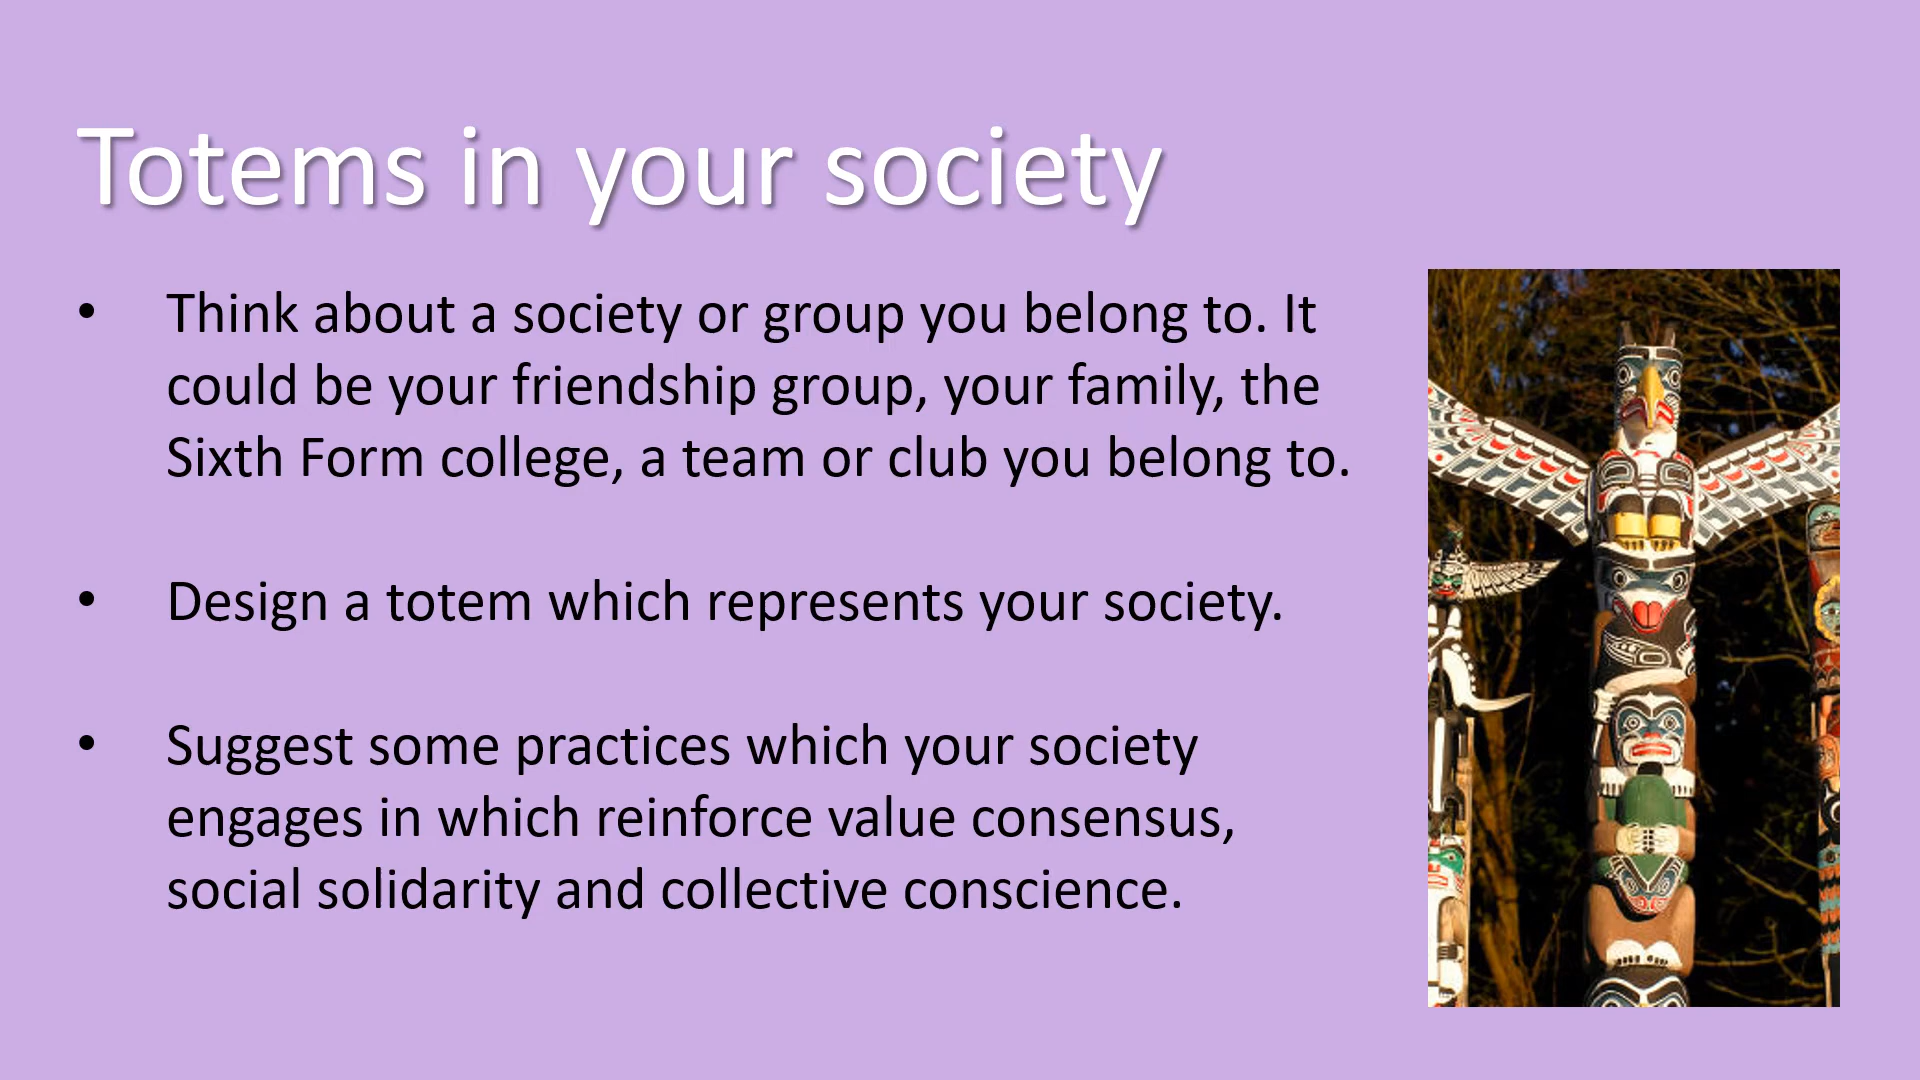 Totems in your society
• Think about a society or group you belong to. It
could be your friendship group, your family, the
Sixth Form college, a team or club you belong to.
• Design a totem which represents your society.
• Suggest some practices which your society
engages in which reinforce value consensus,
social solidarity and collective conscience.